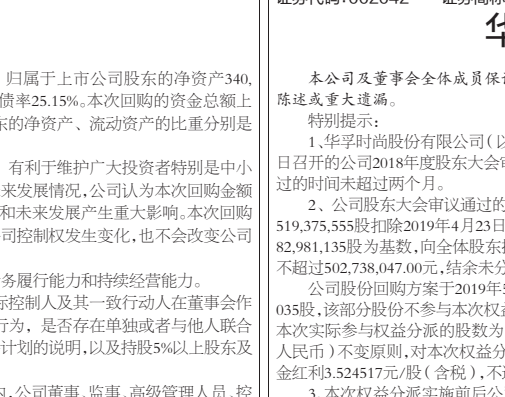 归属于上市公司股东的净资产340,
债率25.15%。本次回购的资金总额上
东的净资产、流动资产的比重分别是
有利于维护广大投资者特别是中小
来发展情况,公司认为本次回购金额
和未来发展产生重大影响。本次回购
司控制权发生变化,也不会改变公司
务履行能力和持续经营能力。
际控制人及其一致行动人在董事会作
行为，是否存在单独或者与他人联合
计划的说明,以及持股5%以上股东及
内,公司董事、监事、高级管理人员、控
华
本公司及董事会全体成员保证
陈述或重大遗漏。
特别提示：
1、华孚时尚股份有限公司（以
日召开的公司2018年度股东大会审
过的时间未超过两个月。
2、公司股东大会审议通过的
519,375,555股扣除2019年4月23日
82,981,135股为基数,向全体股东
不超过502,738,047.00元,结余未分
公司股份回购方案于2019年
035股,该部分股份不参与本次权益
本次实际参与权益分派的股数为
人民币）不变原则,对本次权益分
金红利3.524517元/股（含税）,不
3、本次权益分派实施前后公